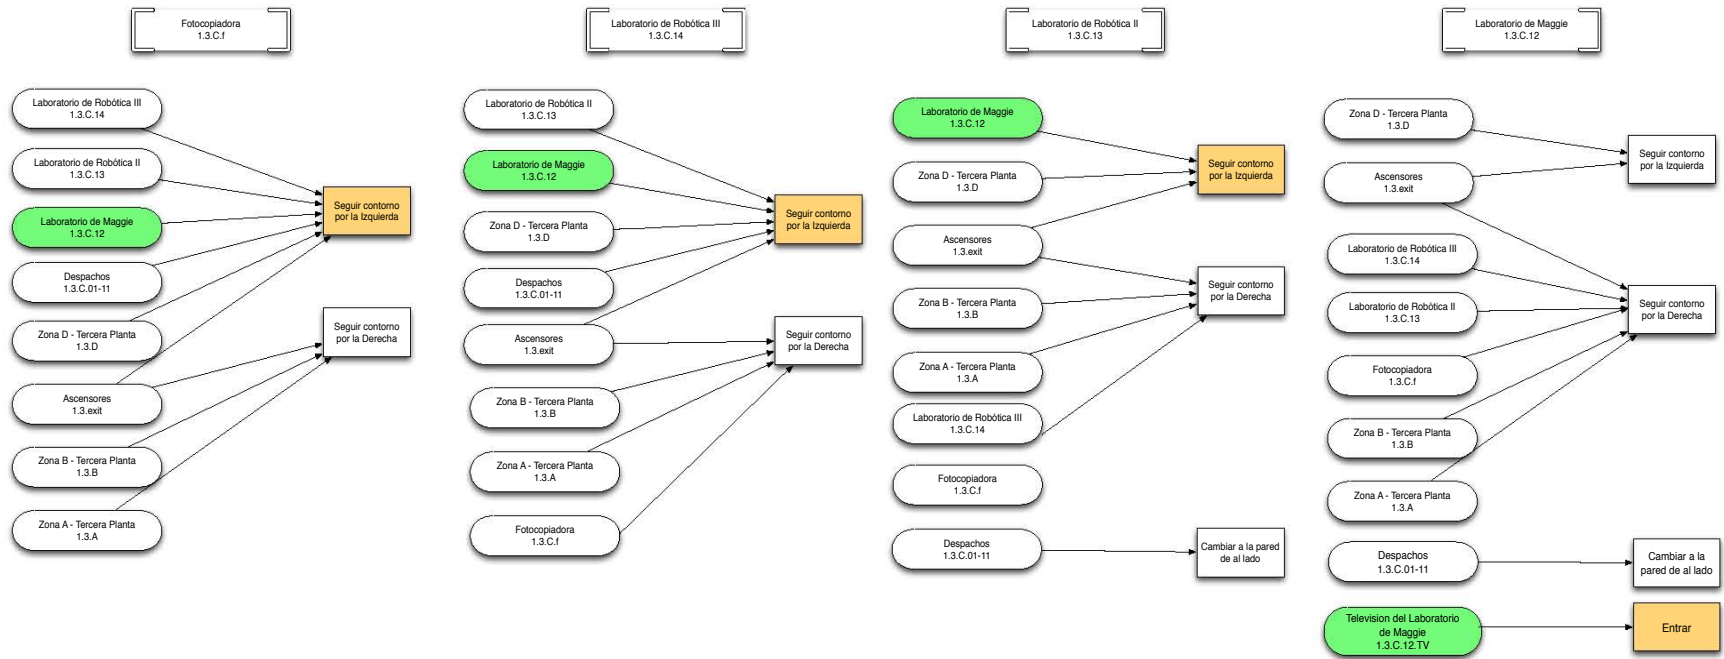 Fotocopiadora
1.3.C.f
Laboratorio de Robótica III
1.3.C.14
Laboratorio de Robótica II
1.3.C.13
Laboratorio de Maggie
1.3.C.12
Despachos
1.3.C.01-11
Zona D - Tercera Planta
1.3.D
Ascensores
1.3.exit
Zona B - Tercera Planta
1.3.B
Zona A - Tercera Planta
1.3.A
Seguir contorno
por la Izquierda
Seguir contorno
por la Derecha
Laboratorio de Robótica III
1.3.C.14
Laboratorio de Robótica II
1.3.C.13
Laboratorio de Maggie
1.3.C.12
Zona D - Tercera Planta
1.3.D
Despachos
1.3.C.01-11
Ascensores
1.3.exit
Zona B - Tercera Planta
1.3.B
Zona A - Tercera Planta
1.3.A
Fotocopiadora
1.3.C.f
Seguir contorno
por la Izquierda
Seguir contorno
por la Derecha
Laboratorio de Robótica II
1.3.C.13
Laboratorio de Maggie
1.3.C.12
Zona D - Tercera Planta
1.3.D
Ascensores
1.3.exit
Zona B - Tercera Planta
1.3.B
Zona A - Tercera Planta
1.3.A
Laboratorio de Robótica III
1.3.C.14
Fotocopiadora
1.3.C.f
Despachos
1.3.C.01-11
Seguir contorno
por la Izquierda
Seguir contorno
por la Derecha
Cambiar a la pared
de al lado
Laboratorio de Maggie
1.3.C.12
Zona D - Tercera Planta
1.3.D
Ascensores
1.3.exit
Laboratorio de Robótica III
1.3.C.14
Laboratorio de Robótica II
1.3.C.13
Fotocopiadora
1.3.C.f
Zona B - Tercera Planta
1.3.B
Zona A - Tercera Planta
1.3.A
Despachos
1.3.C.01-11
Television del Laboratorio
de Maggie
1.3.C.12.TV
Seguir contorno
por la Izquierda
Seguir contorno
por la Derecha
Cambiar a la
pared de al lado
Entrar